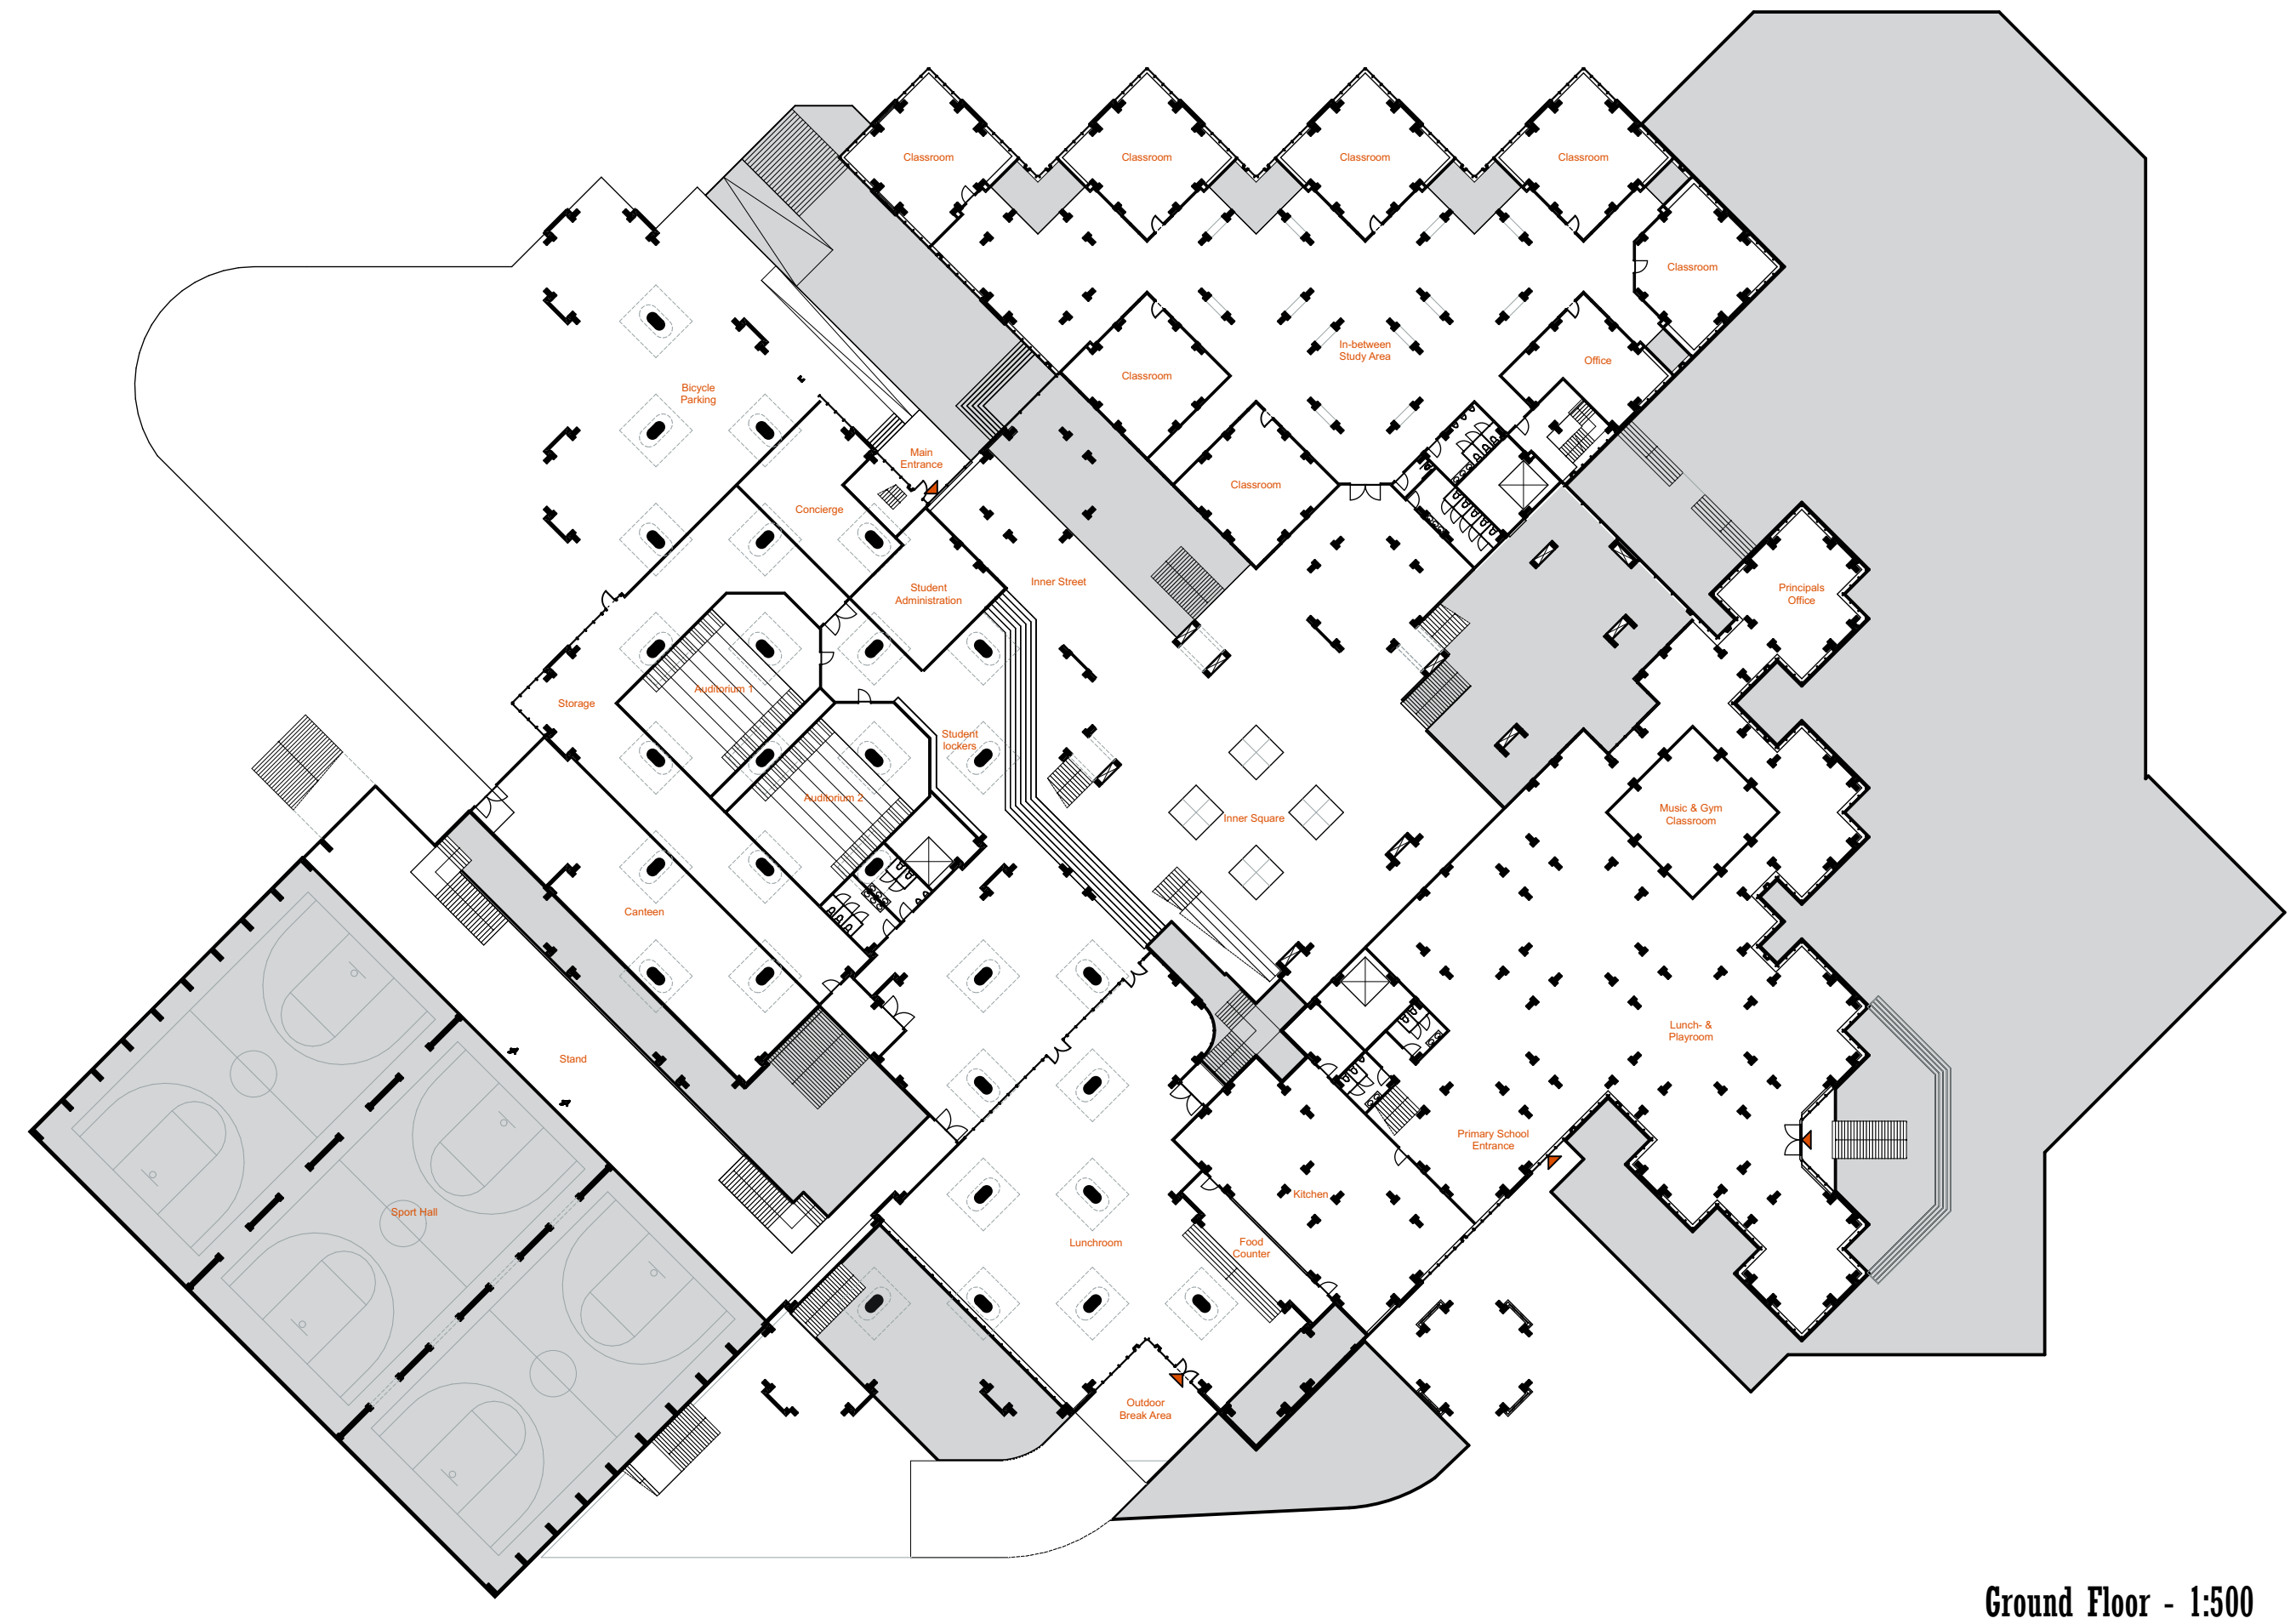 Classroom
Classroom
Classroom
Classroom
Classroom
In-between
Study Area
Office
Classroom
Bicycle
Parking
Main
Entrance
Classroom
Concierge
Inner Street
Student
Administration
Principals
Office
Auditorium 1
Storage
Student
lockers
Auditorium 2
Inner Square
Music & Gym
Classroom
Canteen
Stand
Lunch- &
Playroom
Primary School
Entrance
Sport Hall
Kitchen
Lunchroom
Food
Counter
Outdoor
Break Area
Ground Floor - 1:500